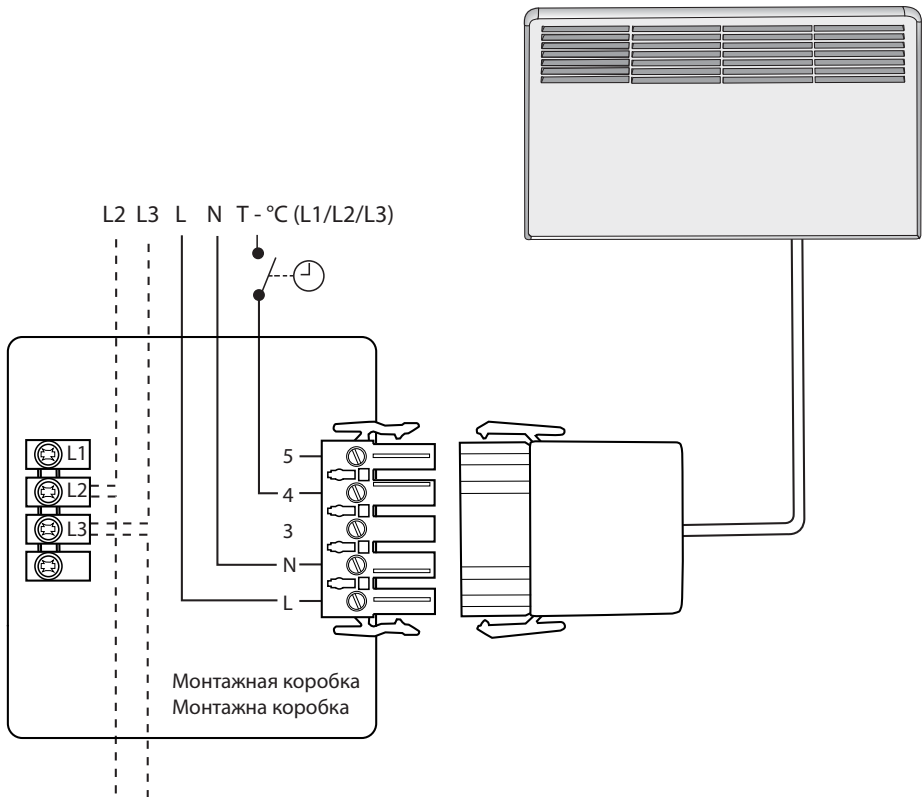 L2 L3 L N T - °C (L1/L2/L3)
L1
L2
L3
5
4
3
N
L
Монтажная коробка
Монтажна коробка